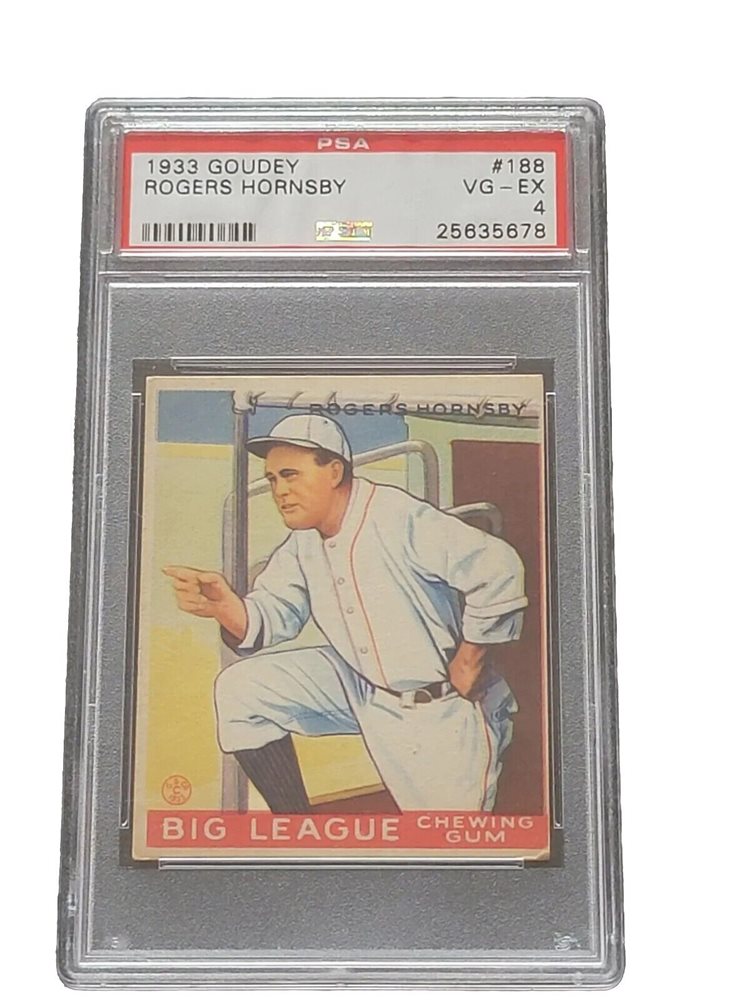 PSA
1933 GOUDEY #188
ROGERS HORNSBY VG-EX
4
25635678
ROGERS HORNSBY
BIG LEAGUE CHEWING
GUM